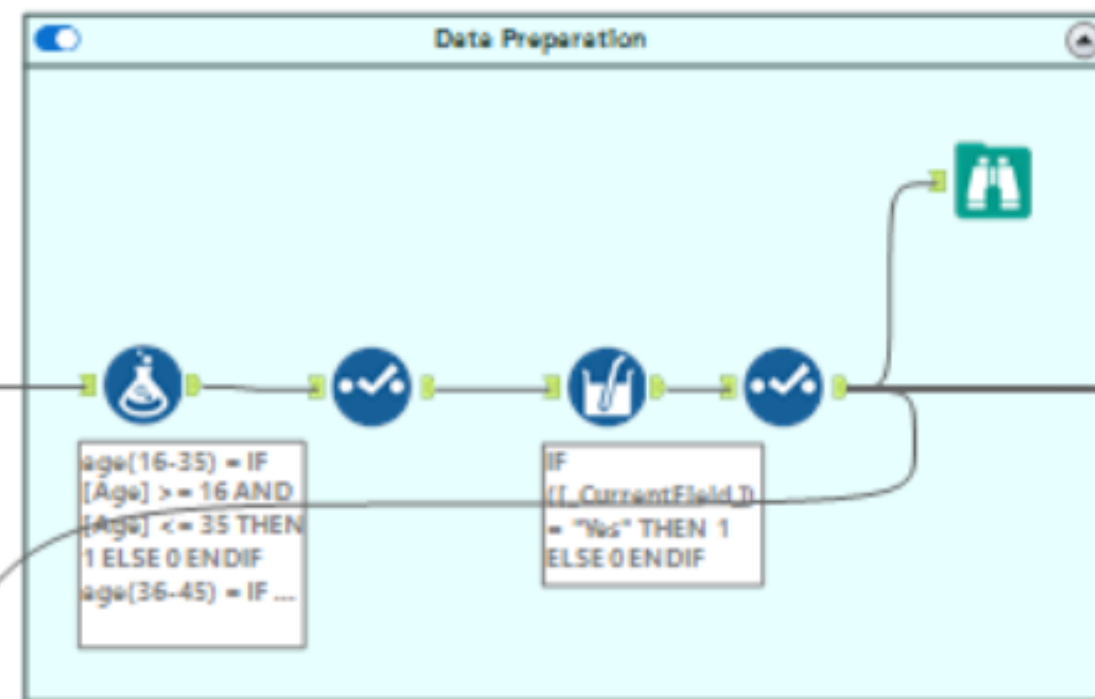 Data Preparation
age(16-35) = IF
[Age] >= 16 AND
[Age] <= 35 THEN
1 ELSE 0 ENDIF
age(36-45) = IF ...
IF
([_CurrentField_])
= "Yes" THEN 1
ELSE 0 ENDIF